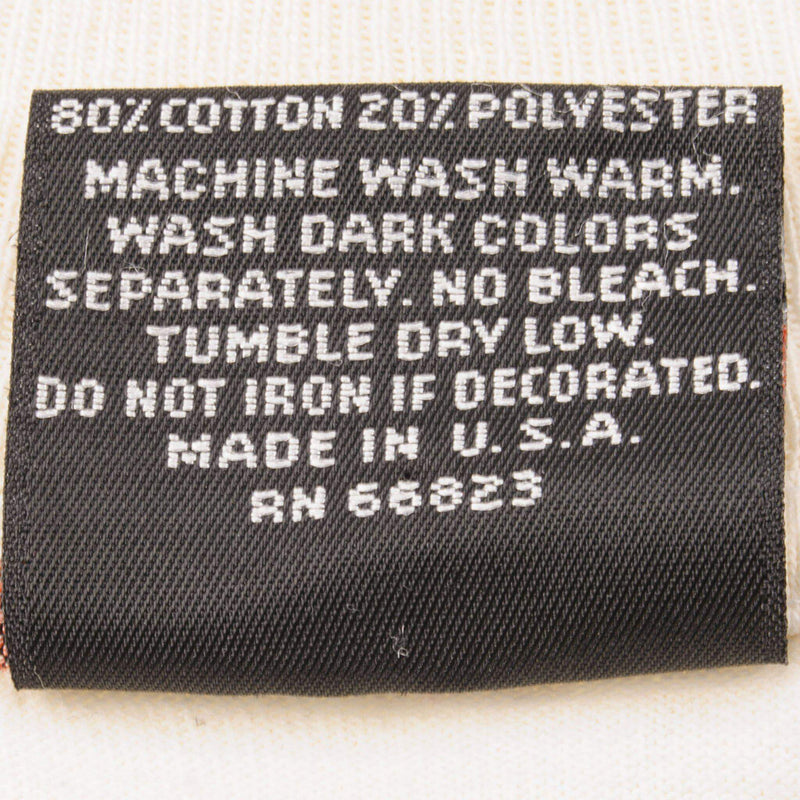 80% COTTON 20% POLYESTER
MACHINE WASH WARM.
WASH DARK COLORS
SEPARATELY. NO BLEACH.
TUMBLE DRY LOW.
DO NOT IRON IF DECORATED.
MADE IN U.S.A.
RN 66823